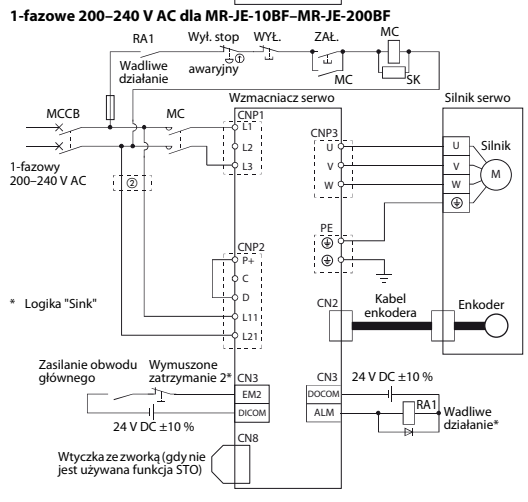 1-fazowe 200–240 V AC dla MR-JE-10BF–MR-JE-200BF
RA1
Wył. stop
WYŁ.
ZAŁ.
MC
①
Wadliwe
działanie
awaryjny
MC
SK
MCCB
MC
Wzmacniacz serwo
Silnik serwo
CNP1
L1
L2
L3
CNP3
U
V
W
U
V
W
Silnik
M
1-fazowy
200–240 V AC
②
PE
CNP2
P+
C
D
L11
L21
* Logika "Sink"
CN2
Kabel
enkodera
Enkoder
Zasilanie obwodu
głównego
Wymuszone
zatrzymanie 2*
CN3
EM2
DICOM
24 V DC ±10 %
CN3
DOCOM
ALM
24 V DC ±10 %
RA1
Wadliwe
działanie*
CN8
Wtyczka ze zworką (gdy nie
jest używana funkcja STO)